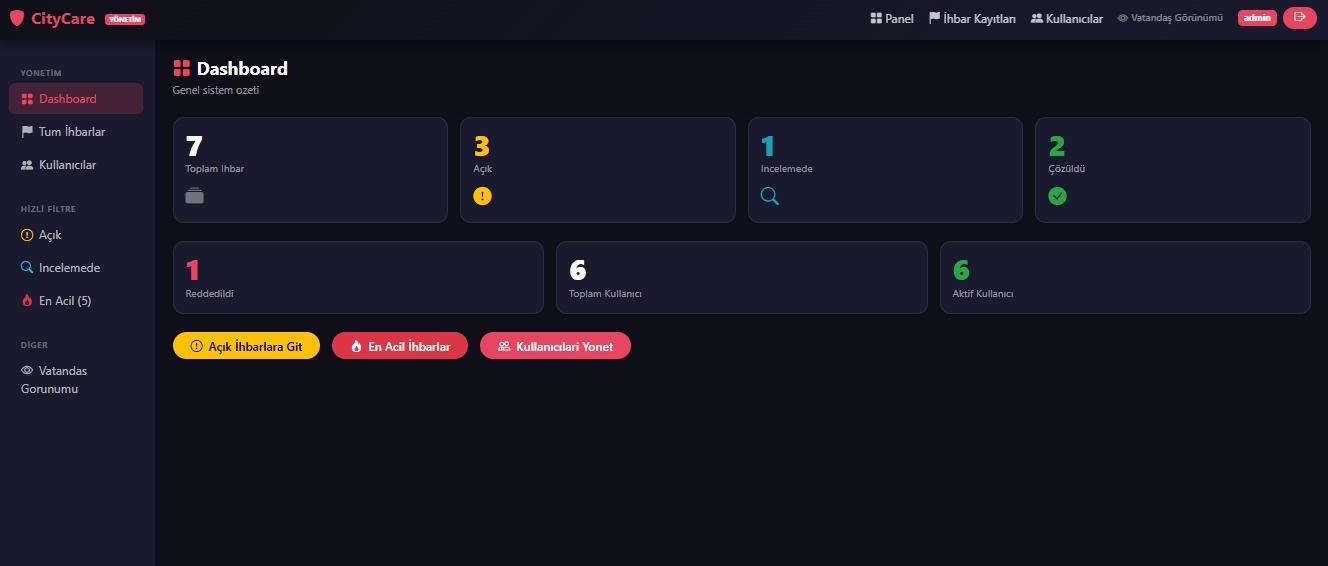 CityCare YÖNETİM
Panel İhbar Kayıtları Kullanıcılar Vatandaş Görünümü admin
YONETİM
Dashboard
Tum İhbarlar
Kullanıcılar
HIZLI FİLTRE
Açık
Incelemede
En Acil (5)
DİGER
Vatandas
Gorunumu
Dashboard
Genel sistem ozeti
7
Toplam Ihbar
3
Açık
1
Incelemede
2
Çözüldü
1
Reddedildi
6
Toplam Kullanıcı
6
Aktif Kullanıcı
Açık İhbarlara Git
En Acil İhbarlar
Kullanıcılari Yonet